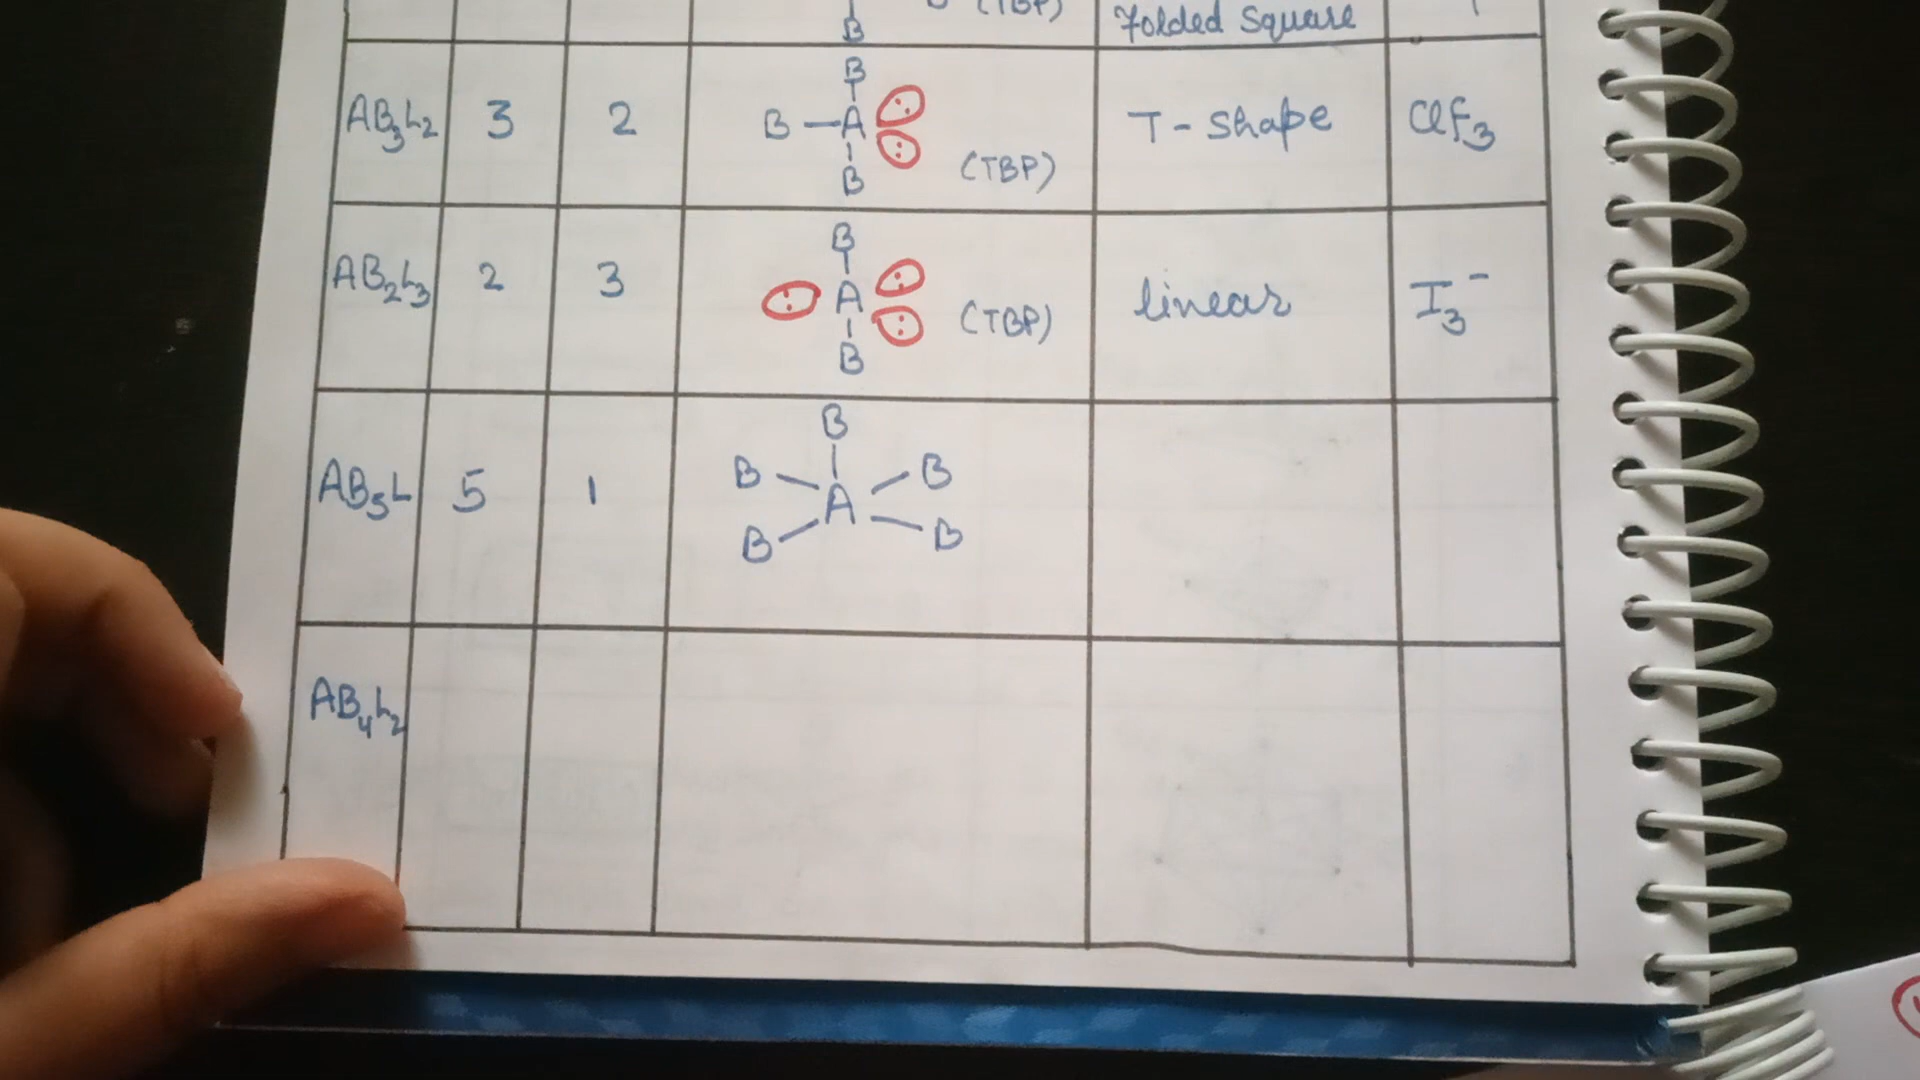 B (TBP)
B
Folded Square
AB₃L₂ 3 2
B
B - A
B
(TBP)
T - shape
ClF₃
AB₂L₃ 2 3
B
A
B
(TBP)
linear
I₃⁻
AB₅L 5 1
B
B B
A
B B
AB₄L₂